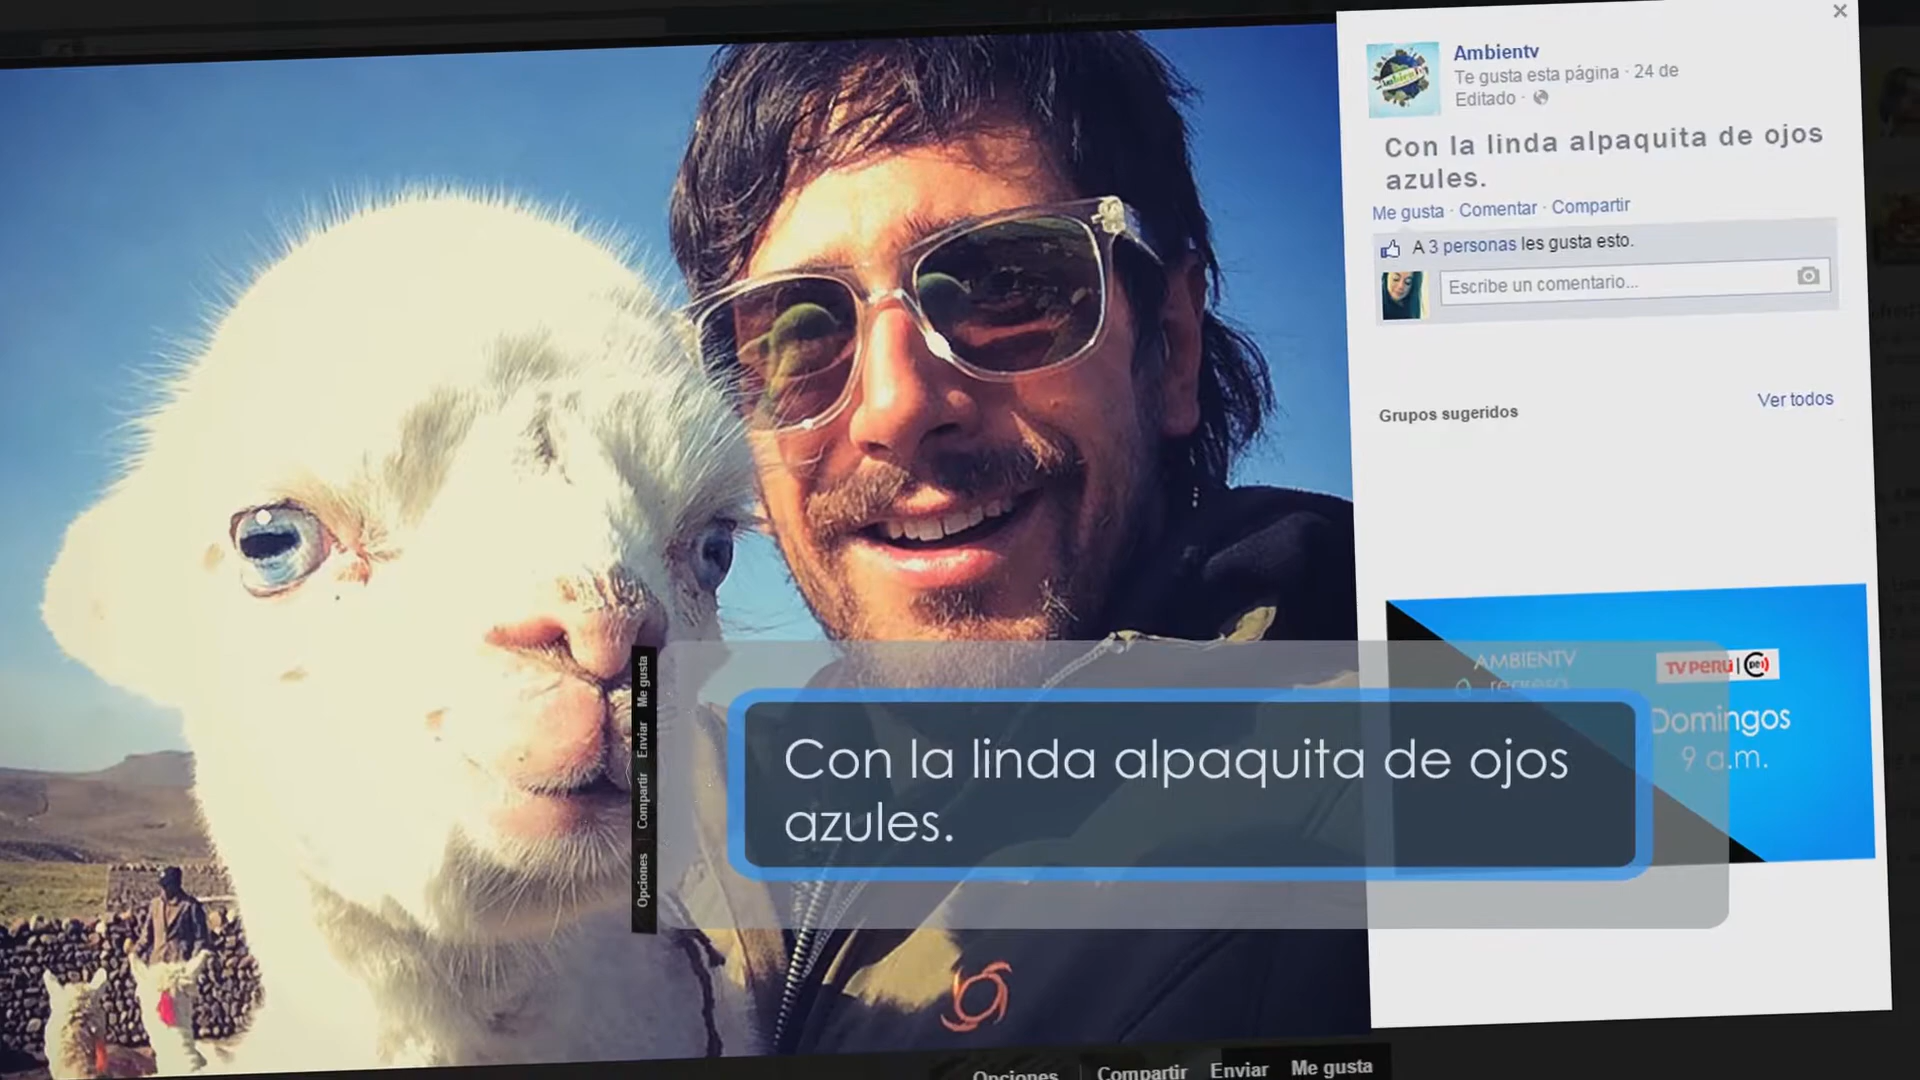 Ambientv
Te gusta esta página · 24 de
Editado ·
Con la linda alpaquita de ojos
azules.
Me gusta · Comentar · Compartir
A 3 personas les gusta esto.
Escribe un comentario...
Grupos sugeridos
Ver todos
AMBIENTV
regresa
TV PERÚ
Domingos
9 a.m.
Con la linda alpaquita de ojos
azules.
Opciones Compartir Enviar Me gusta
Opciones Compartir Enviar Me gusta